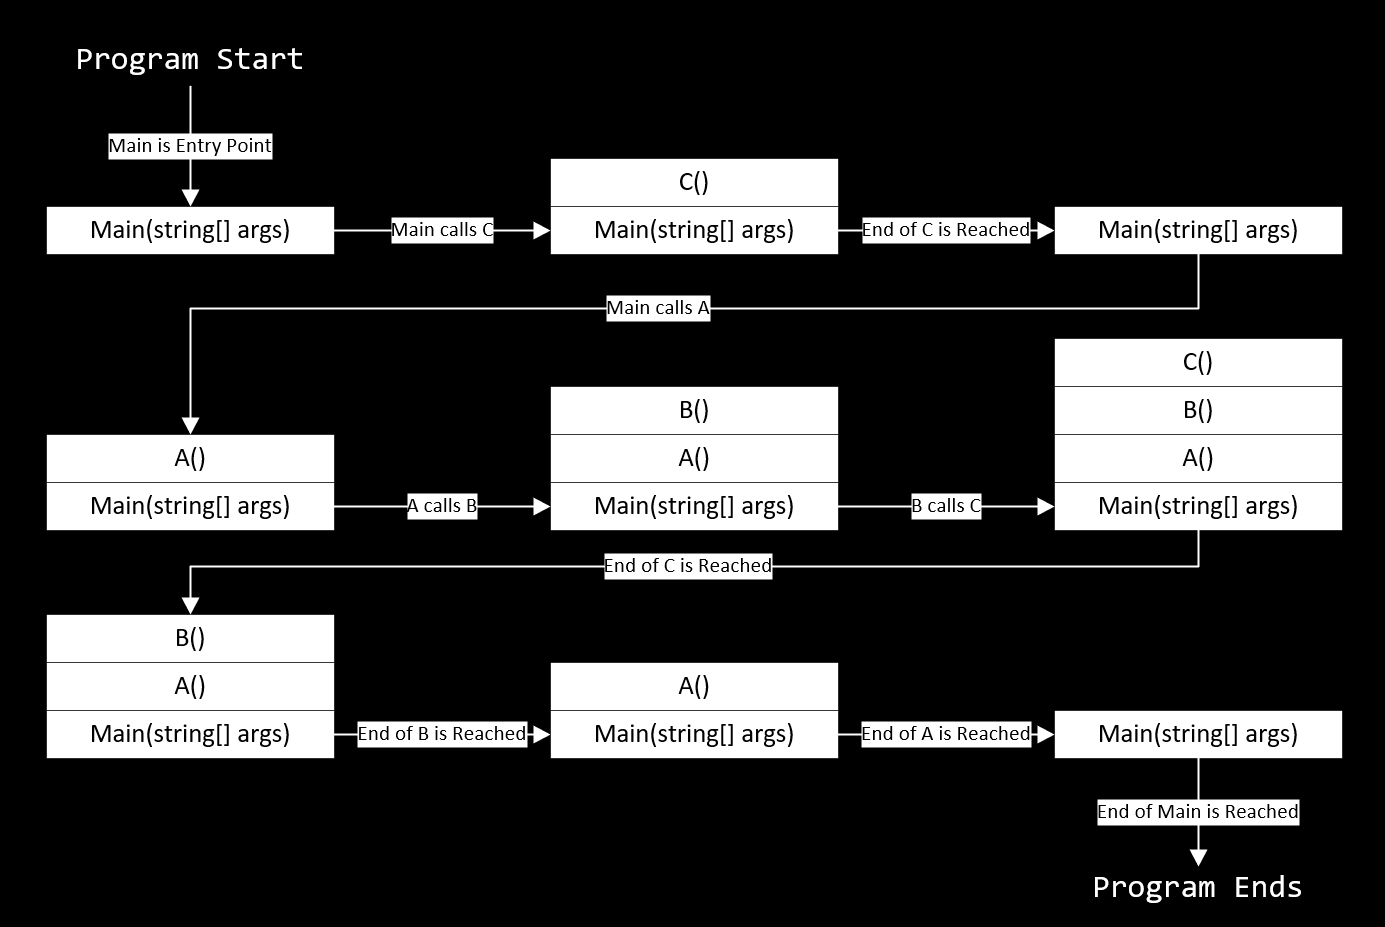 Program Start
Main is Entry Point
Main(string[] args)
Main calls C
C()
Main(string[] args)
End of C is Reached
Main(string[] args)
Main calls A
A()
Main(string[] args)
A calls B
B()
A()
Main(string[] args)
B calls C
C()
B()
A()
Main(string[] args)
End of C is Reached
B()
A()
Main(string[] args)
End of B is Reached
A()
Main(string[] args)
End of A is Reached
Main(string[] args)
End of Main is Reached
Program Ends